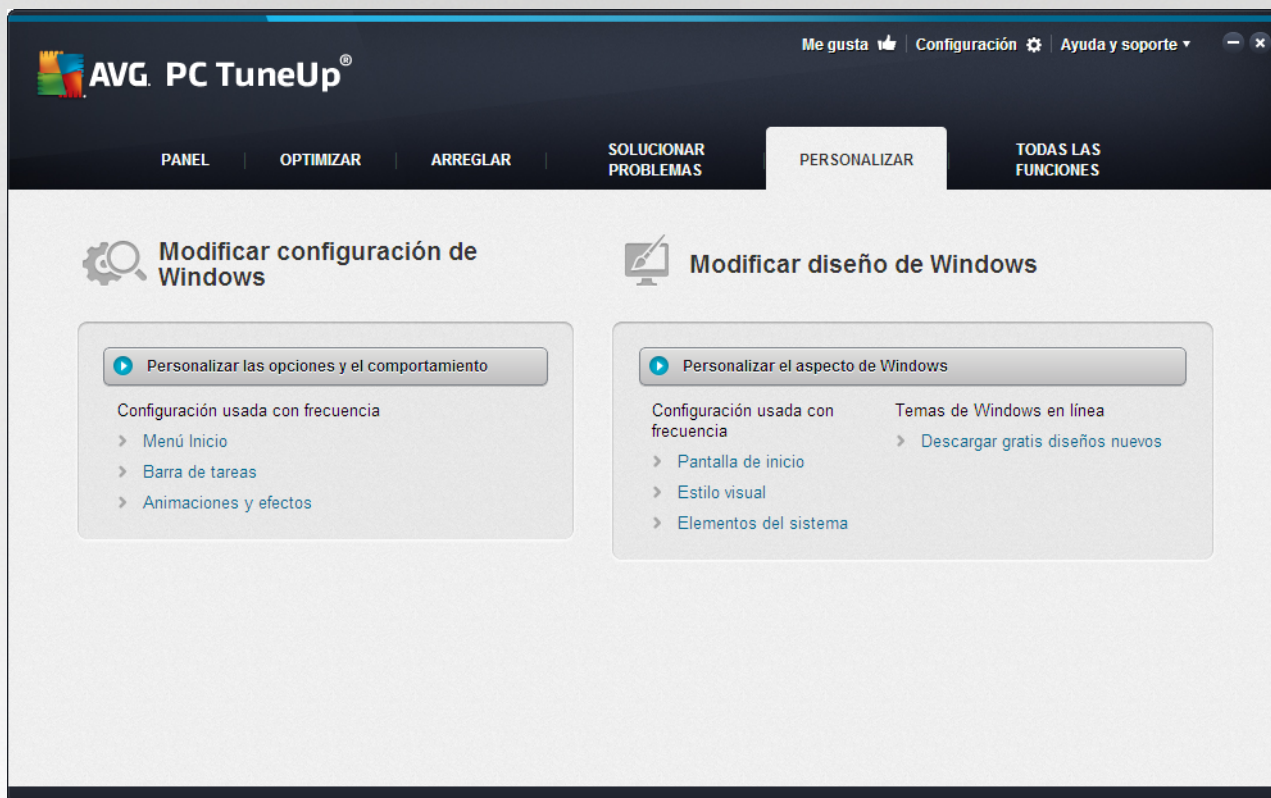 Me gusta
Configuración
Ayuda y soporte
AVG. PC TuneUp®
PANEL
OPTIMIZAR
ARREGLAR
SOLUCIONAR
PROBLEMAS
PERSONALIZAR
TODAS LAS
FUNCIONES
Modificar configuración de
Windows
Personalizar las opciones y el comportamiento
Configuración usada con frecuencia
Menú Inicio
Barra de tareas
Animaciones y efectos
Modificar diseño de Windows
Personalizar el aspecto de Windows
Configuración usada con
frecuencia
Pantalla de inicio
Estilo visual
Elementos del sistema
Temas de Windows en línea
Descargar gratis diseños nuevos